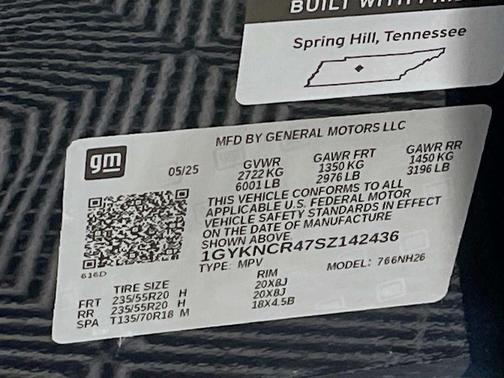 BUILT WITH
Spring Hill, Tennessee
gm
MFD BY GENERAL MOTORS LLC
05/25
GVWR GAWR FRT GAWR RR
2722 KG 1350 KG 1450 KG
6001 LB 2976 LB 3196 LB
THIS VEHICLE CONFORMS TO ALL
APPLICABLE U.S. FEDERAL MOTOR
VEHICLE SAFETY STANDARDS IN EFFECT
ON THE DATE OF MANUFACTURE
SHOWN ABOVE.
1GYKNCR47SZ142436
TYPE: MPV MODEL: 766NH26
616D
TIRE SIZE RIM
FRT 235/55R20 H 20X8J
RR 235/55R20 H 20X8J
SPA T135/70R18 M 18X4.5B